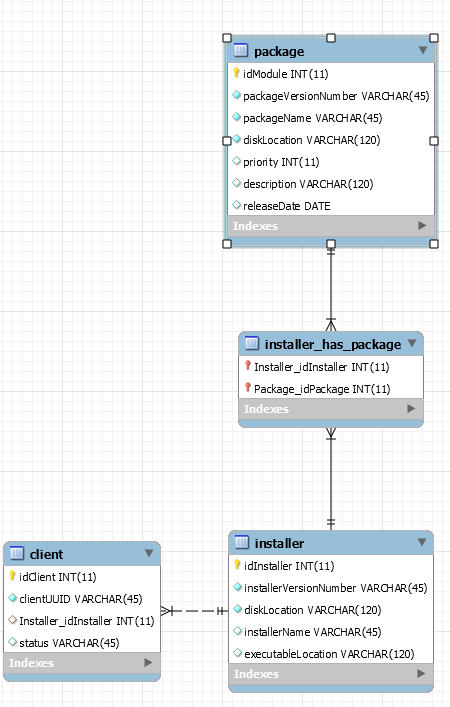 package
idModule INT(11)
packageVersionNumber VARCHAR(45)
packageName VARCHAR(45)
diskLocation VARCHAR(120)
priority INT(11)
description VARCHAR(120)
releaseDate DATE
Indexes
installer_has_package
Installer_idInstaller INT(11)
Package_idPackage INT(11)
Indexes
client
idClient INT(11)
clientUUID VARCHAR(45)
Installer_idInstaller INT(11)
status VARCHAR(45)
Indexes
installer
idInstaller INT(11)
installerVersionNumber VARCHAR(45)
diskLocation VARCHAR(120)
installerName VARCHAR(45)
executableLocation VARCHAR(120)
Indexes